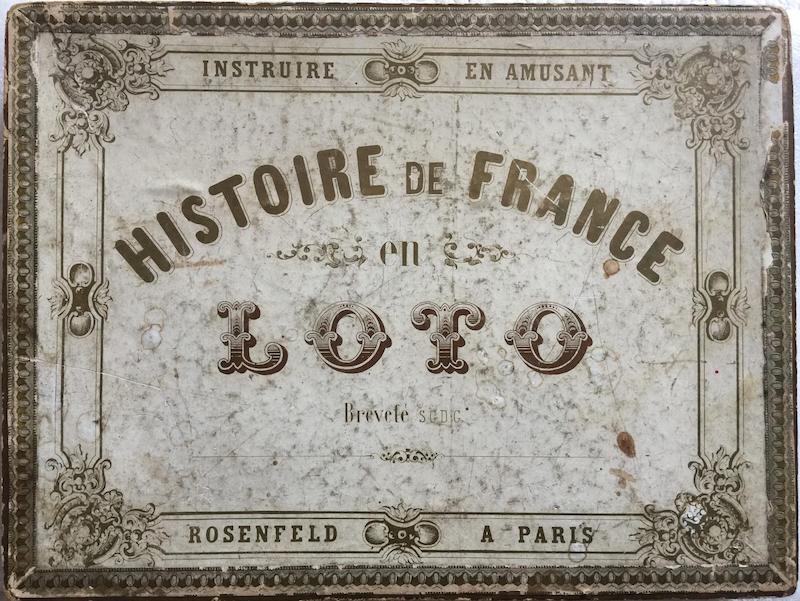 INSTRUIRE EN AMUSANT
HISTOIRE DE FRANCE
en
LOTO
Breveté S.G.D.G.
ROSENFELD A PARIS